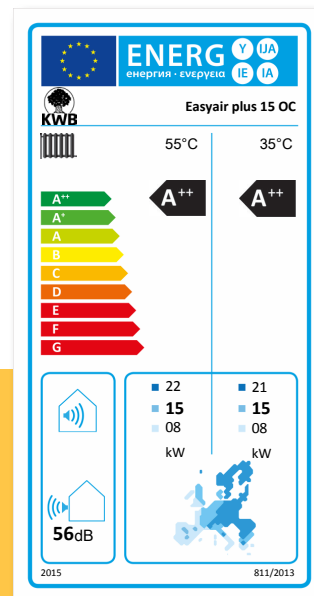 ENERG Y IJA
енергия · ενεργεια IE IA
KWB
Easyair plus 15 OC
55°C 35°C
A++ A++
A++
A+
A
B
C
D
E
F
G
22 21
15 15
08 08
kW kW
56dB
2015 811/2013